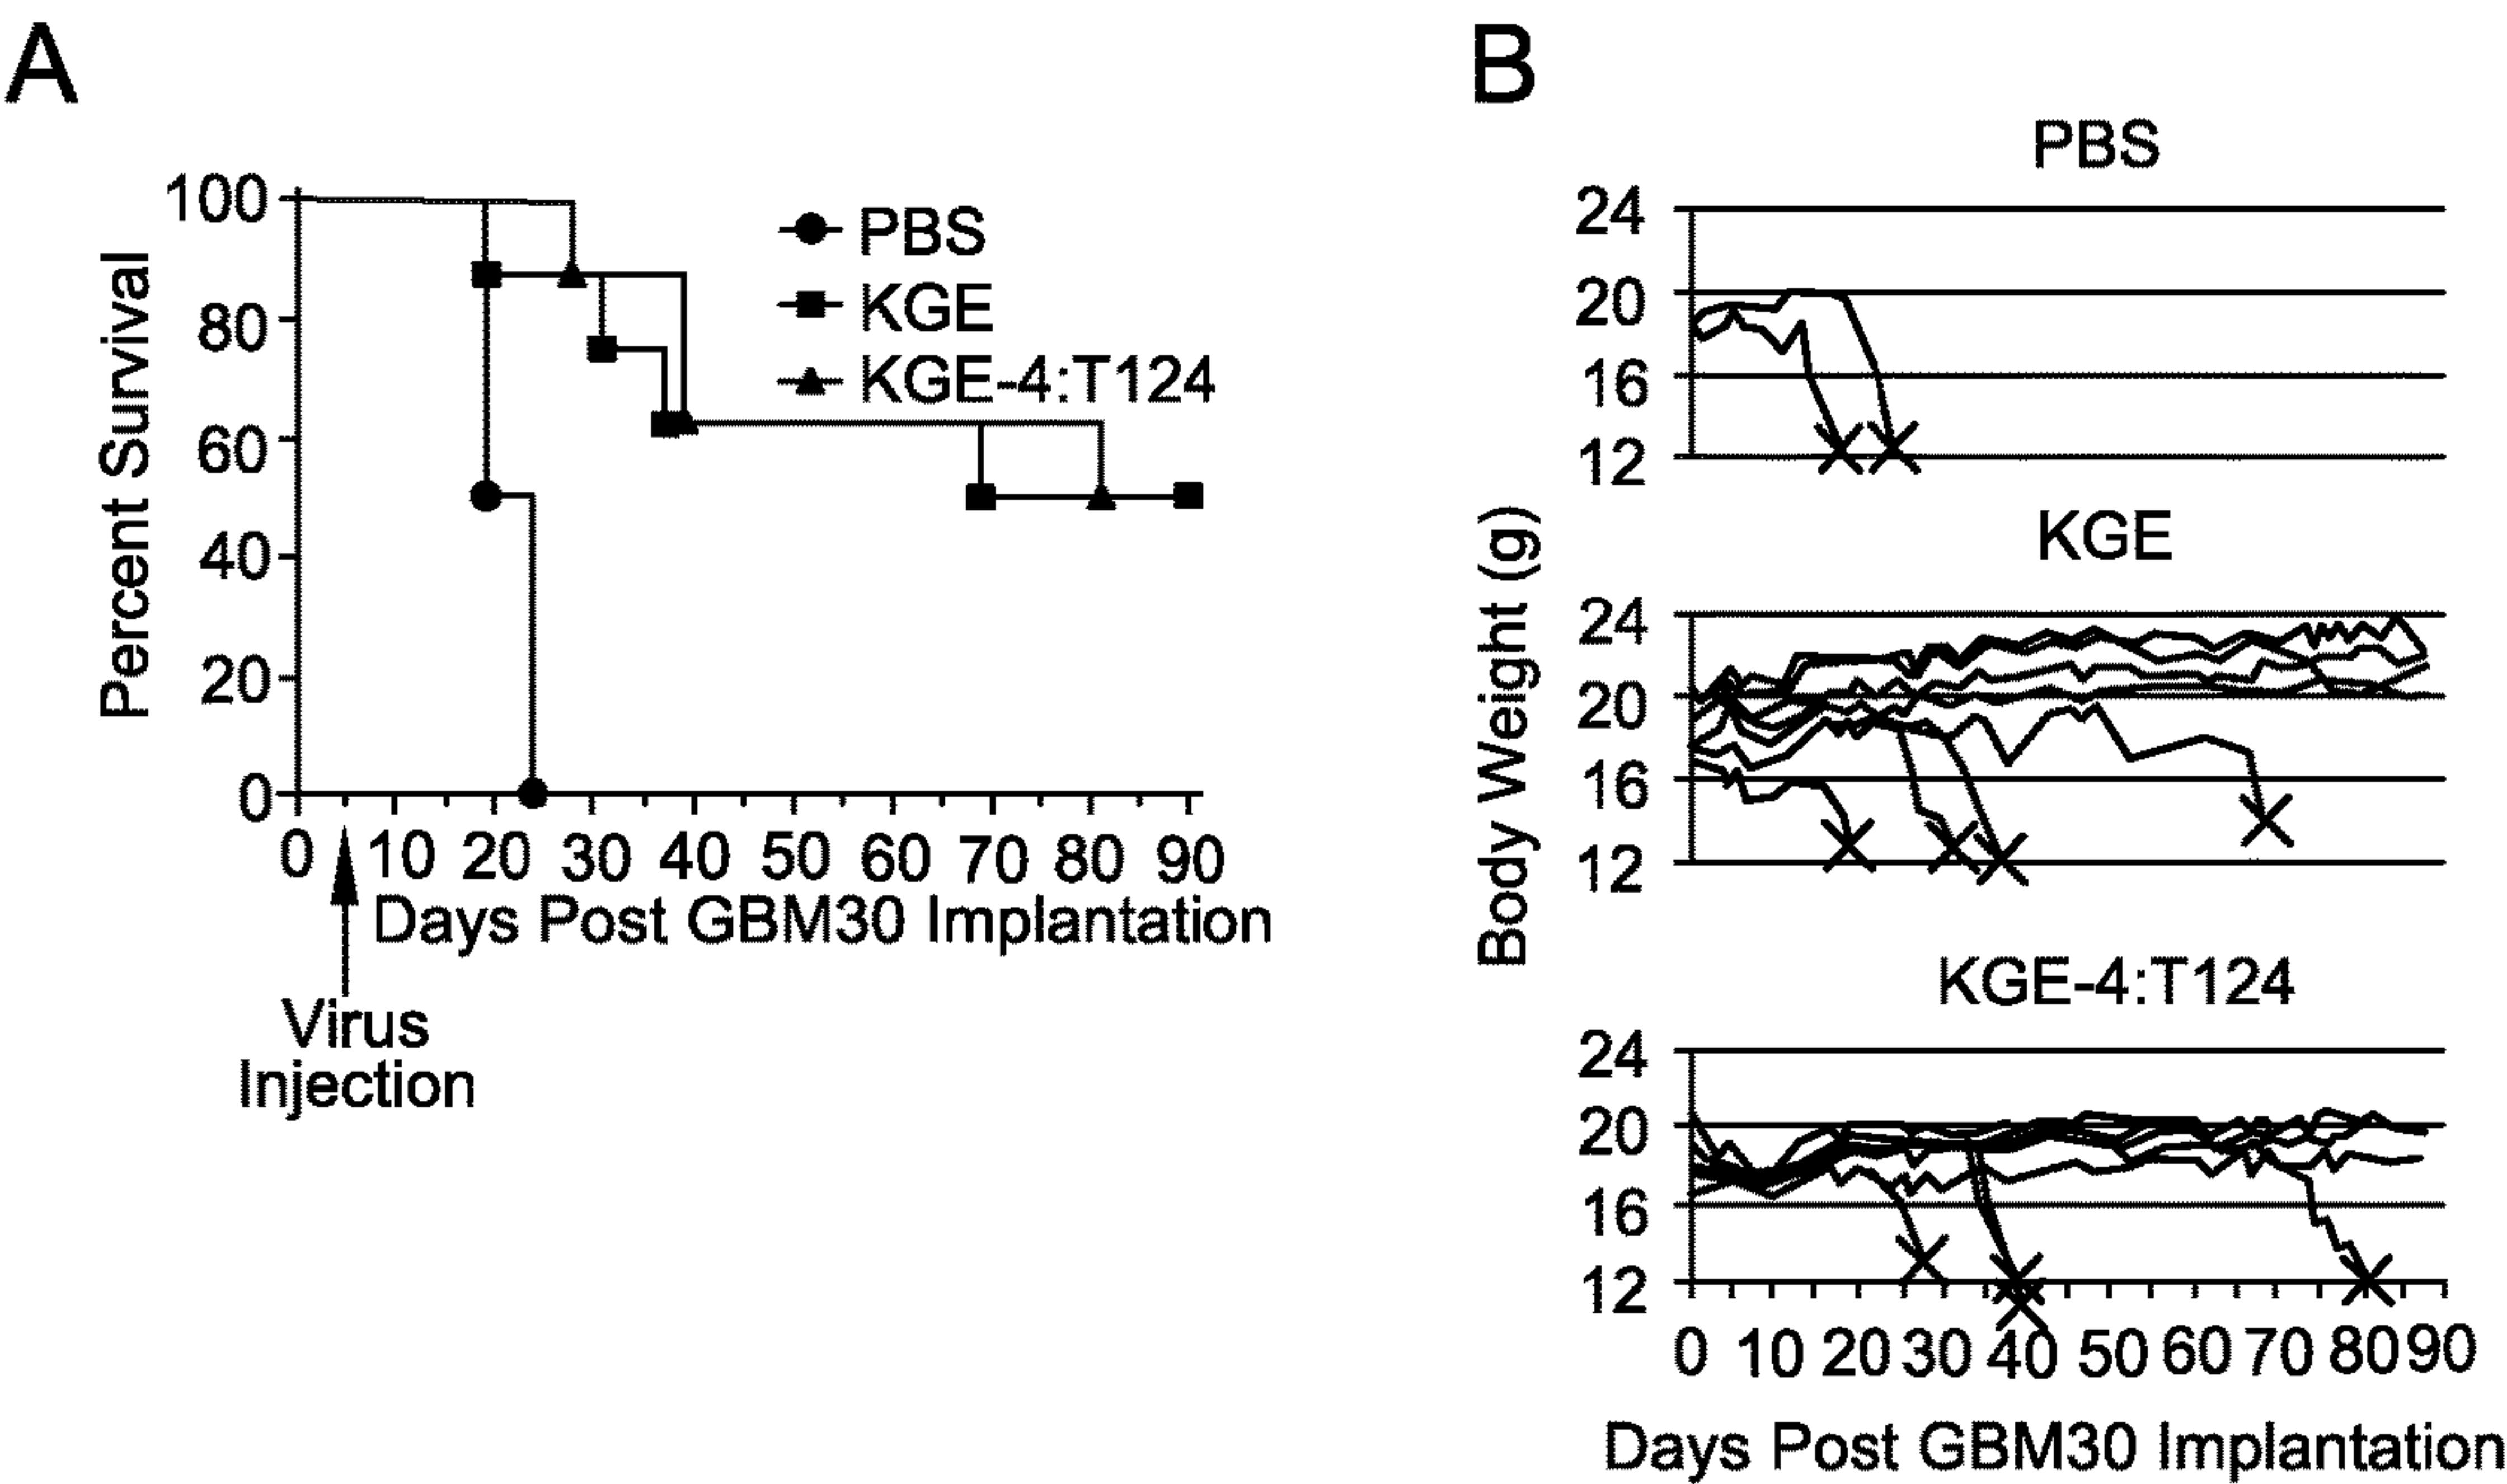 A
100
80
60
40
20
0
Percent Survival
PBS
KGE
KGE-4:T124
0 10 20 30 40 50 60 70 80 90
Days Post GBM30 Implantation
Virus
Injection
B
Body Weight (g)
PBS
24
20
16
12
KGE
24
20
16
12
KGE-4:T124
24
20
16
12
0 10 20 30 40 50 60 70 80 90
Days Post GBM30 Implantation